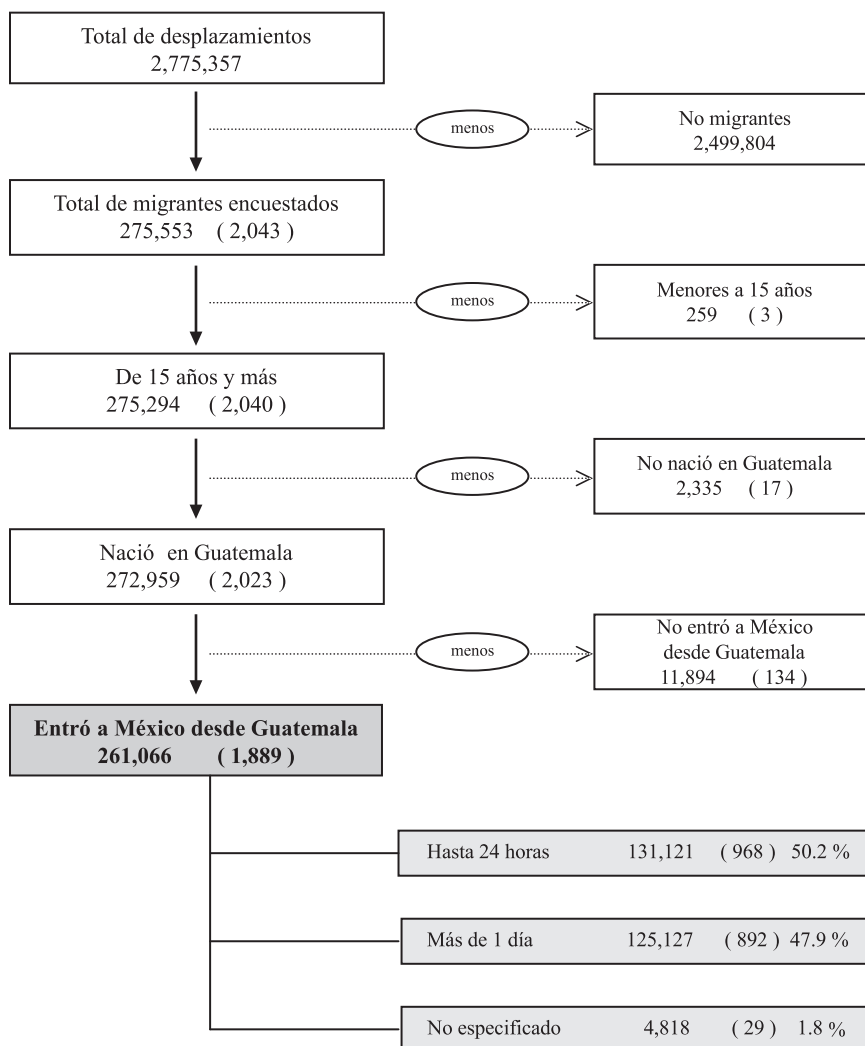 Total de desplazamientos
2,775,357
menos
No migrantes
2,499,804
Total de migrantes encuestados
275,553 ( 2,043 )
menos
Menores a 15 años
259 ( 3 )
De 15 años y más
275,294 ( 2,040 )
menos
No nació en Guatemala
2,335 ( 17 )
Nació en Guatemala
272,959 ( 2,023 )
menos
No entró a México
desde Guatemala
11,894 ( 134 )
Entró a México desde Guatemala
261,066 ( 1,889 )
Hasta 24 horas 131,121 ( 968 ) 50.2 %
Más de 1 día 125,127 ( 892 ) 47.9 %
No especificado 4,818 ( 29 ) 1.8 %